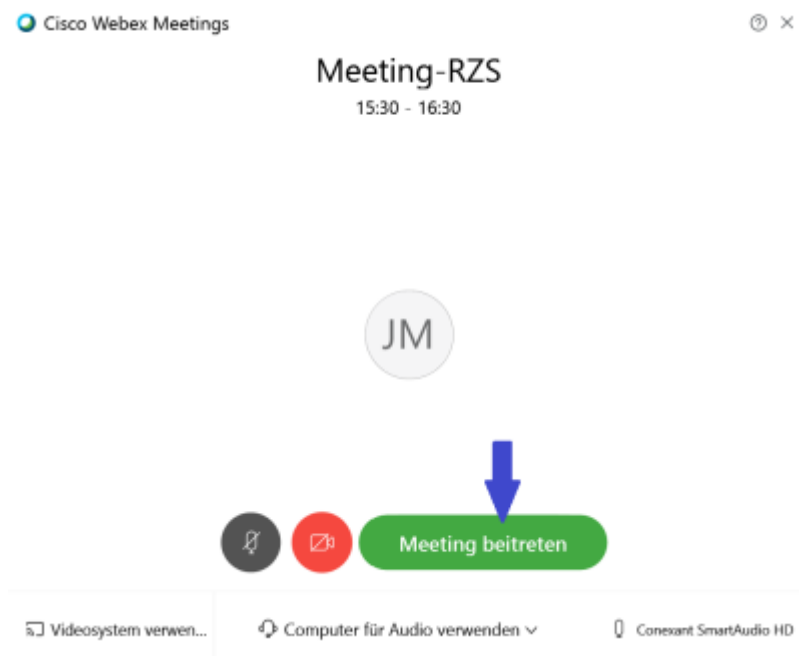 Cisco Webex Meetings
Meeting-RZS
15:30 - 16:30
JM
Meeting beitreten
Videosystem verwen...
Computer für Audio verwenden
Conexant SmartAudio HD